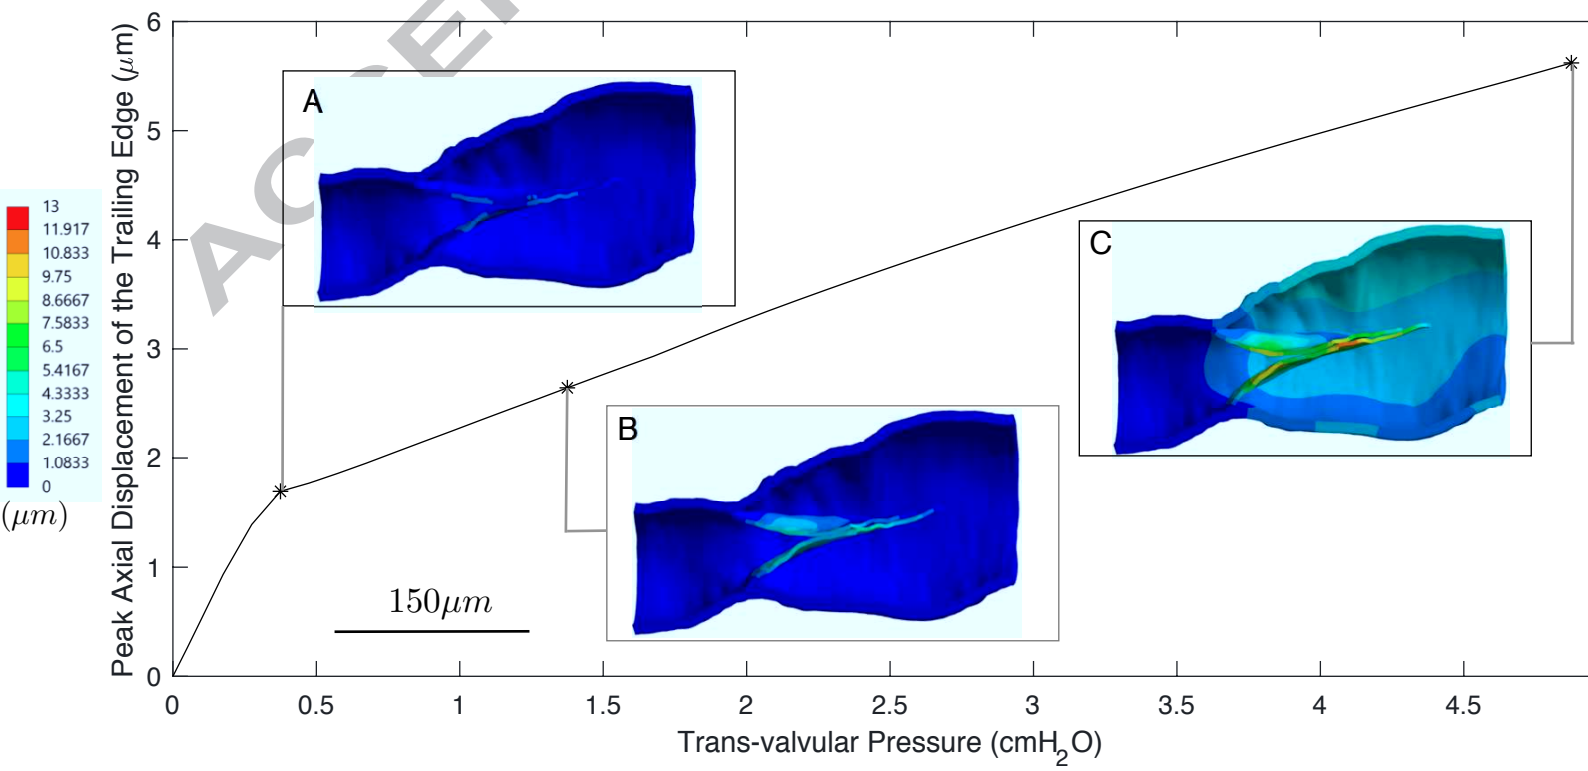 ACCE
6
5
4
3
2
1
0
Peak Axial Displacement of the Trailing Edge (μm)
A
B
C
13
11.917
10.833
9.75
8.6667
7.5833
6.5
5.4167
4.3333
3.25
2.1667
1.0833
0
(μm)
150μm
0 0.5 1 1.5 2 2.5 3 3.5 4 4.5
Trans-valvular Pressure (cmH₂O)